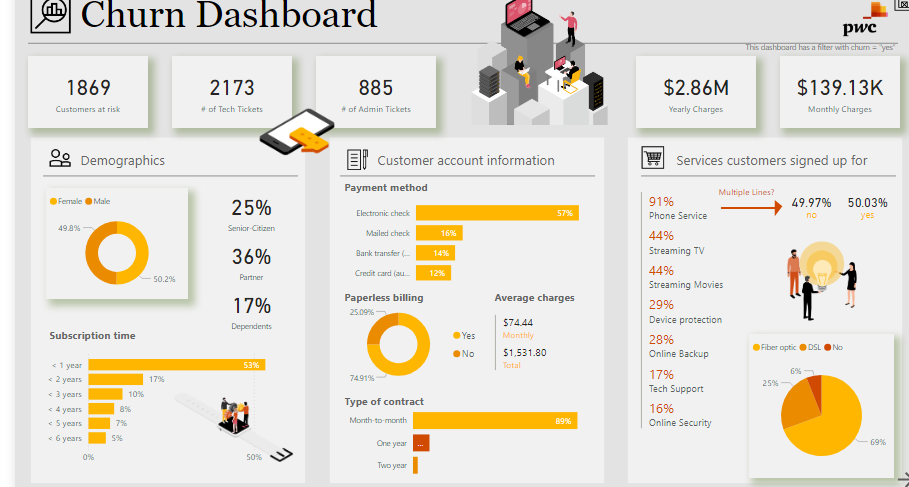 Churn Dashboard
pwc
This dashboard has a filter with churn = "yes"
1869
Customers at risk
2173
# of Tech Tickets
885
# of Admin Tickets
$2.86M
Yearly Charges
$139.13K
Monthly Charges
Demographics
Female Male
49.8%
50.2%
25%
Senior-Citizen
36%
Partner
17%
Dependents
Subscription time
< 1 year 53%
< 2 years 17%
< 3 years 10%
< 4 years 8%
< 5 years 7%
< 6 years 5%
0% 50%
Customer account information
Payment method
Electronic check 57%
Mailed check 16%
Bank transfer (... 14%
Credit card (au... 12%
Paperless billing
25.09%
74.91%
Yes
No
Average charges
$74.44
Monthly
$1,531.80
Total
Type of contract
Month-to-month 89%
One year ...
Two year
Services customers signed up for
91%
Phone Service
Multiple Lines?
49.97% 50.03%
no yes
44%
Streaming TV
44%
Streaming Movies
29%
Device protection
28%
Online Backup
17%
Tech Support
16%
Online Security
Fiber optic DSL No
6%
25%
69%